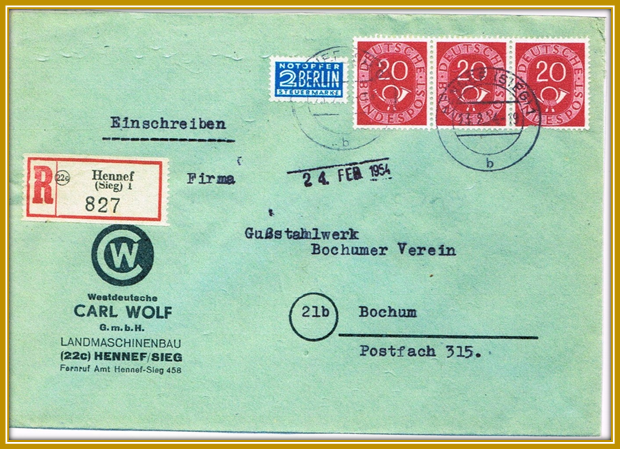 NOTOPFER
2 BERLIN
STEUERMARKE
DEUTSCHE
20
BUNDESPOST
DEUTSCHE
20
BUNDESPOST
DEUTSCHE
20
BUNDESPOST
b
b
Einschreiben
R
22c
Hennef
(Sieg) 1
827
Firma
24. FEB 1954
Gußstahlwerk
Bochumer Verein
21b
Bochum
Postfach 315.
CW
Westdeutsche
CARL WOLF
G.m.b.H.
LANDMASCHINENBAU
(22c) HENNEF/SIEG
Fernruf Amt Hennef-Sieg 458